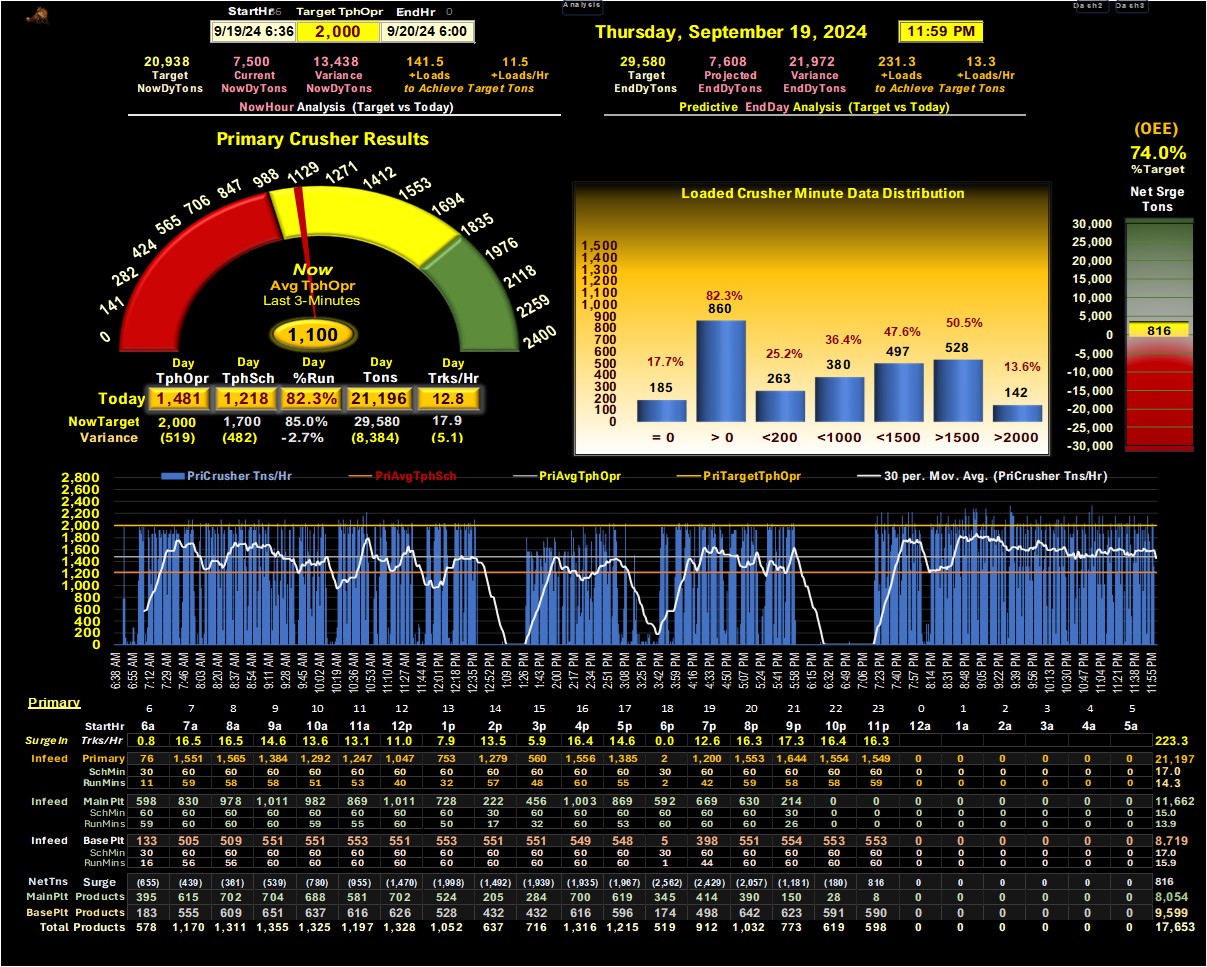 Analysis Dash2 Dash3
StartHr Target TphOpr EndHr 0
9/19/24 6:36 2,000 9/20/24 6:00
Thursday, September 19, 2024 11:59 PM
20,938 7,500 13,438 141.5 11.5
Target Current Variance +Loads +Loads/Hr
NowDyTons NowDyTons NowDyTons to Achieve Target Tons
NowHour Analysis (Target vs Today)
29,580 7,608 21,972 231.3 13.3
Target Projected Variance +Loads +Loads/Hr
EndDyTons EndDyTons EndDyTons to Achieve Target Tons
Predictive EndDay Analysis (Target vs Today)
Primary Crusher Results
0 141 282 424 565 706 847 988 1129 1271 1412 1553 1694 1835 1976 2118 2259 2400
Now
Avg TphOpr
Last 3-Minutes
1,100
Day Day Day Day Day
TphOpr TphSch %Run Tons Trks/Hr
Today 1,481 1,218 82.3% 21,196 12.8
NowTarget 2,000 1,700 85.0% 29,580 17.9
Variance (519) (482) -2.7% (8,384) (5.1)
Loaded Crusher Minute Data Distribution
1,500
1,400
1,300
1,200
1,100
1,000
900
800
700
600
500
400
300
200
100
0
17.7% 82.3% 25.2% 36.4% 47.6% 50.5% 13.6%
185 860 263 380 497 528 142
= 0 > 0 <200 <1000 <1500 >1500 >2000
(OEE)
74.0%
%Target
Net Srge
Tons
30,000
25,000
20,000
15,000
10,000
5,000
0
-5,000
-10,000
-15,000
-20,000
-25,000
-30,000
816
PriCrusher Tns/Hr PriAvgTphSch PriAvgTphOpr PriTargetTphOpr 30 per. Mov. Avg. (PriCrusher Tns/Hr)
2,800
2,600
2,400
2,200
2,000
1,800
1,600
1,400
1,200
1,000
800
600
400
200
0
6:38 AM 6:55 AM 7:12 AM 7:29 AM 7:46 AM 8:03 AM 8:20 AM 8:37 AM 8:54 AM 9:11 AM 9:28 AM 9:45 AM 10:02 AM 10:19 AM 10:36 AM 10:53 AM 11:10 AM 11:27 AM 11:44 AM 12:01 PM 12:18 PM 12:35 PM 12:52 PM 1:09 PM 1:26 PM 1:43 PM 2:00 PM 2:17 PM 2:34 PM 2:51 PM 3:08 PM 3:25 PM 3:42 PM 3:59 PM 4:16 PM 4:33 PM 4:50 PM 5:07 PM 5:24 PM 5:41 PM 5:58 PM 6:15 PM 6:32 PM 6:49 PM 7:06 PM 7:23 PM 7:40 PM 7:57 PM 8:14 PM 8:31 PM 8:48 PM 9:05 PM 9:22 PM 9:39 PM 9:56 PM 10:13 PM 10:30 PM 10:47 PM 11:04 PM 11:21 PM 11:38 PM 11:55 PM
Primary 6 7 8 9 10 11 12 13 14 15 16 17 18 19 20 21 22 23 0 1 2 3 4 5
StartHr 6a 7a 8a 9a 10a 11a 12p 1p 2p 3p 4p 5p 6p 7p 8p 9p 10p 11p 12a 1a 2a 3a 4a 5a
SurgeIn Trks/Hr 0.8 16.5 16.5 14.6 13.6 13.1 11.0 7.9 13.5 5.9 16.4 14.6 0.0 12.6 16.3 17.3 16.4 16.3 223.3
Infeed Primary 76 1,551 1,565 1,384 1,292 1,247 1,047 753 1,279 560 1,556 1,385 2 1,200 1,553 1,644 1,554 1,549 0 0 0 0 0 0 21,197
SchMin 30 60 60 60 60 60 60 60 60 60 60 60 30 60 60 60 60 60 0 0 0 0 0 0 17.0
RunMins 11 59 58 58 51 53 40 32 57 48 60 55 2 42 59 58 58 59 0 0 0 0 0 0 14.3
Infeed MainPlt 598 830 978 1,011 982 869 1,011 728 222 456 1,003 869 592 669 630 214 0 0 0 0 0 0 0 0 11,662
SchMin 60 60 60 60 60 60 60 60 30 60 60 60 60 60 60 30 0 0 0 0 0 0 0 0 15.0
RunMins 59 60 60 60 59 55 60 50 17 32 60 53 60 60 60 26 0 0 0 0 0 0 0 0 13.9
Infeed BasePlt 133 505 509 551 551 553 551 553 551 551 549 548 5 398 551 554 553 553 0 0 0 0 0 0 8,719
SchMin 30 60 60 60 60 60 60 60 60 60 60 60 30 60 60 60 60 60 0 0 0 0 0 0 17.0
RunMins 16 56 56 60 60 60 60 60 60 60 60 60 1 44 60 60 60 60 0 0 0 0 0 0 15.9
NetTns Surge (655) (439) (361) (539) (780) (955) (1,470) (1,998) (1,492) (1,939) (1,935) (1,967) (2,562) (2,429) (2,057) (1,181) (180) 816 0 0 0 0 0 0 816
MainPlt Products 395 615 702 704 688 581 702 524 205 284 700 619 345 414 390 150 28 8 0 0 0 0 0 0 8,054
BasePlt Products 183 555 609 651 637 616 626 528 432 432 616 596 174 498 642 623 591 590 0 0 0 0 0 0 9,599
Total Products 578 1,170 1,311 1,355 1,325 1,197 1,328 1,052 637 716 1,316 1,215 519 912 1,032 773 619 598 0 0 0 0 0 0 17,653